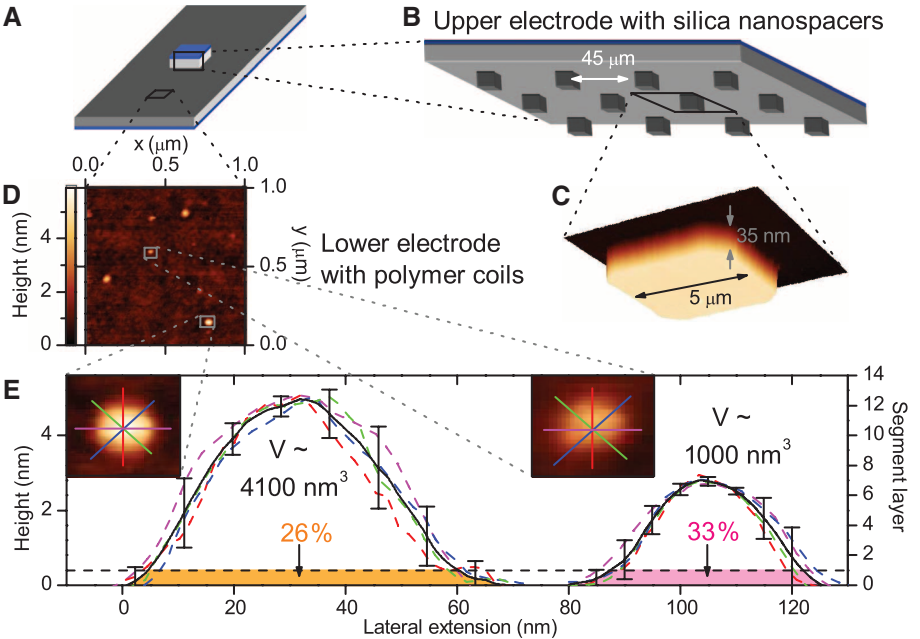 A
B
Upper electrode with silica nanospacers
45 μm
x (μm)
0.0 0.5 1.0
D
Height (nm)
4
2
0
1.0
0.5
0.0
y (μm)
Lower electrode
with polymer coils
C
35 nm
5 μm
E
Height (nm)
4
2
0
V ~
4100 nm³
26%
V ~
1000 nm³
33%
14
12
10
8
6
4
2
0
Segment layer
0 20 40 60 80 100 120
Lateral extension (nm)